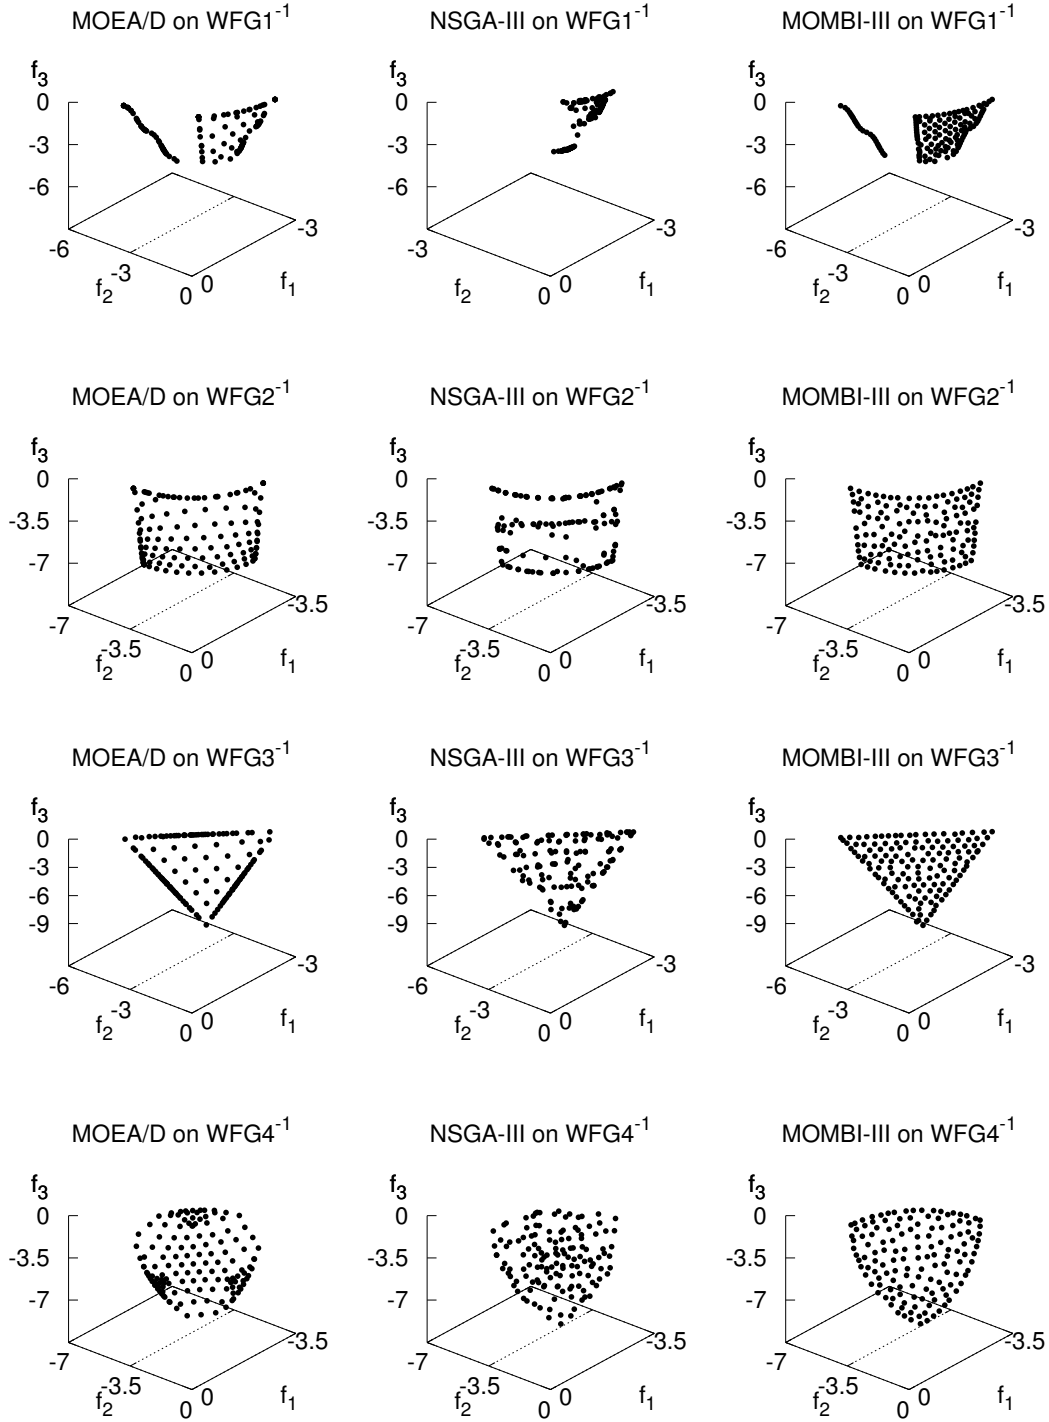 MOEA/D on WFG1⁻¹ NSGA-III on WFG1⁻¹ MOMBI-III on WFG1⁻¹
f₃ f₃ f₃
0 0 0
-3 -3 -3
-6 -6 -6
-3 -3 -3
-6 -3 -6
-3 -3
f₂ 0 0 f₁ f₂ 0 0 f₁ f₂ 0 0 f₁
MOEA/D on WFG2⁻¹ NSGA-III on WFG2⁻¹ MOMBI-III on WFG2⁻¹
f₃ f₃ f₃
0 0 0
-3.5 -3.5 -3.5
-7 -7 -7
-3.5 -3.5 -3.5
-7 -7 -7
-3.5 -3.5 -3.5
f₂ 0 0 f₁ f₂ 0 0 f₁ f₂ 0 0 f₁
MOEA/D on WFG3⁻¹ NSGA-III on WFG3⁻¹ MOMBI-III on WFG3⁻¹
f₃ f₃ f₃
0 0 0
-3 -3 -3
-6 -6 -6
-9 -9 -9
-3 -3 -3
-6 -6 -6
-3 -3 -3
f₂ 0 0 f₁ f₂ 0 0 f₁ f₂ 0 0 f₁
MOEA/D on WFG4⁻¹ NSGA-III on WFG4⁻¹ MOMBI-III on WFG4⁻¹
f₃ f₃ f₃
0 0 0
-3.5 -3.5 -3.5
-7 -7 -7
-3.5 -3.5 -3.5
-7 -7 -7
-3.5 -3.5 -3.5
f₂ 0 0 f₁ f₂ 0 0 f₁ f₂ 0 0 f₁